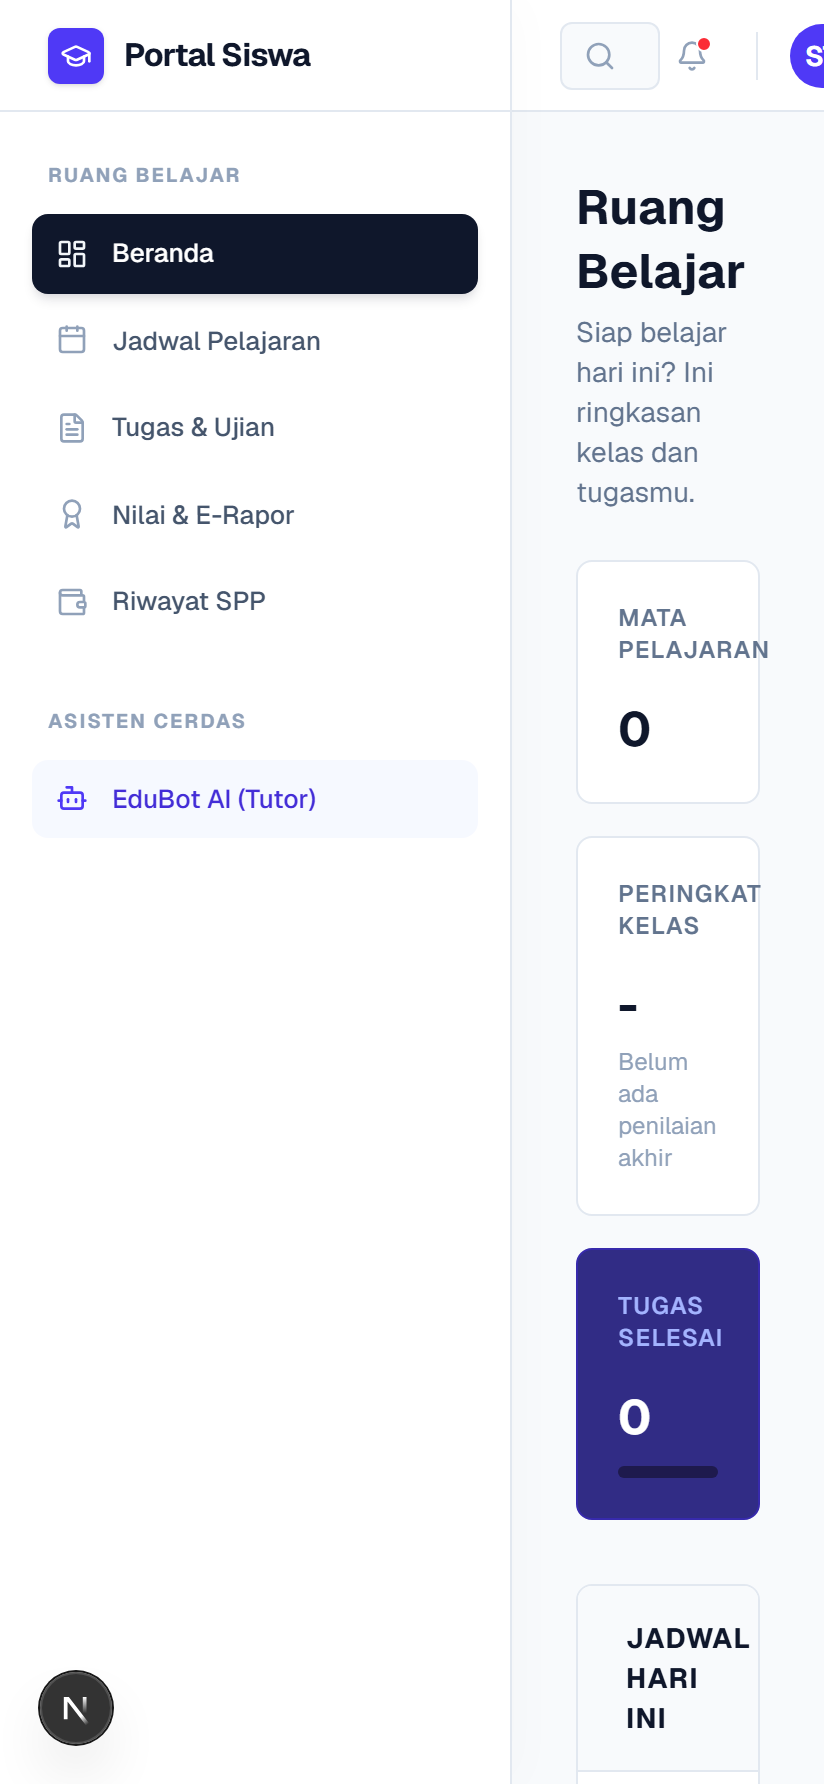 Portal Siswa
RUANG BELAJAR
Beranda
Jadwal Pelajaran
Tugas & Ujian
Nilai & E-Rapor
Riwayat SPP
ASISTEN CERDAS
EduBot AI (Tutor)
N
Ruang
Belajar
Siap belajar
hari ini? Ini
ringkasan
kelas dan
tugasmu.
MATA
PELAJARAN
0
PERINGKAT
KELAS
-
Belum
ada
penilaian
akhir
TUGAS
SELESAI
0
JADWAL
HARI
INI